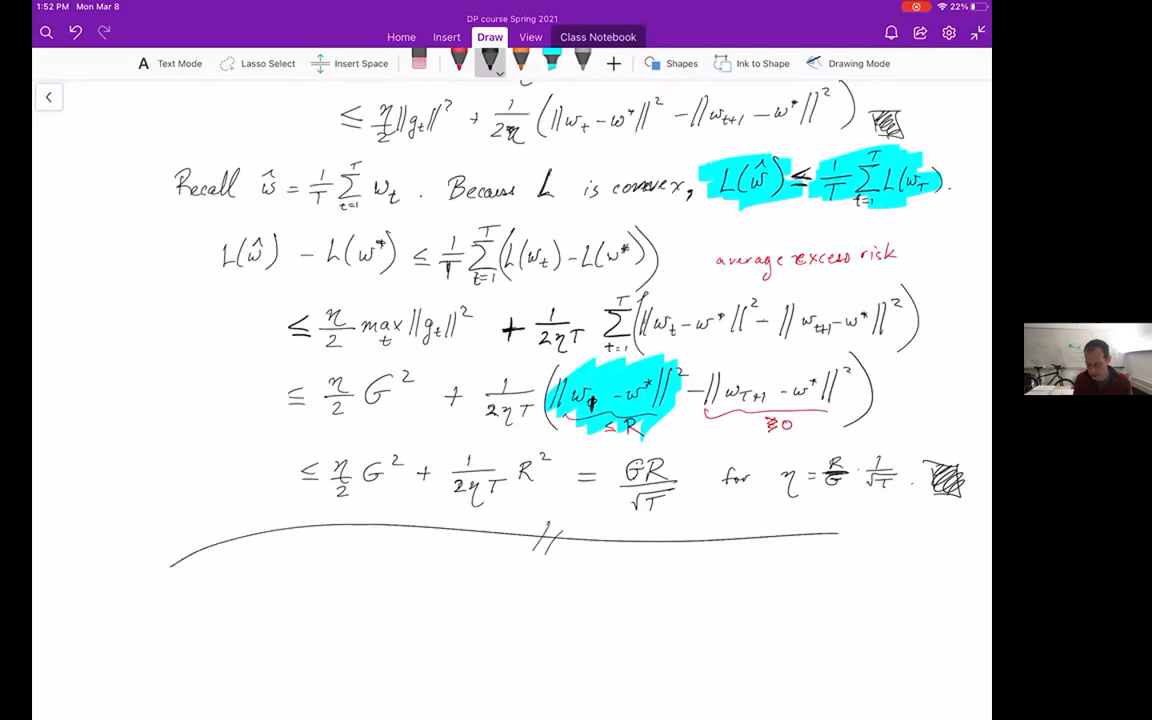 1:52 PM Mon Mar 8
22%
DP course Spring 2021
Home Insert Draw View Class Notebook
Text Mode Lasso Select Insert Space Shapes Ink to Shape Drawing Mode
≤ η/2 ||g_t||² + 1/(2η) (||w_t − w*||² − ||w_{t+1} − w*||²)
Recall ŵ = 1/T Σ_{t=1}^T w_t. Because L is convex, L(ŵ) ≤ 1/T Σ_{t=1}^T L(w_T).
L(ŵ) − L(w*) ≤ 1/T Σ_{t=1}^T (L(w_t) − L(w*)) average excess risk
≤ η/2 max_t ||g_t||² + 1/(2ηT) Σ_{t=1}^T (||w_t − w*||² − ||w_{t+1} − w*||²)
≤ η/2 G² + 1/(2ηT) (||w_1 − w*||² − ||w_{T+1} − w*||²)
≤ R ≥0
≤ η/2 G² + 1/(2ηT) R² = GR/√T for η = R/G · 1/√T.